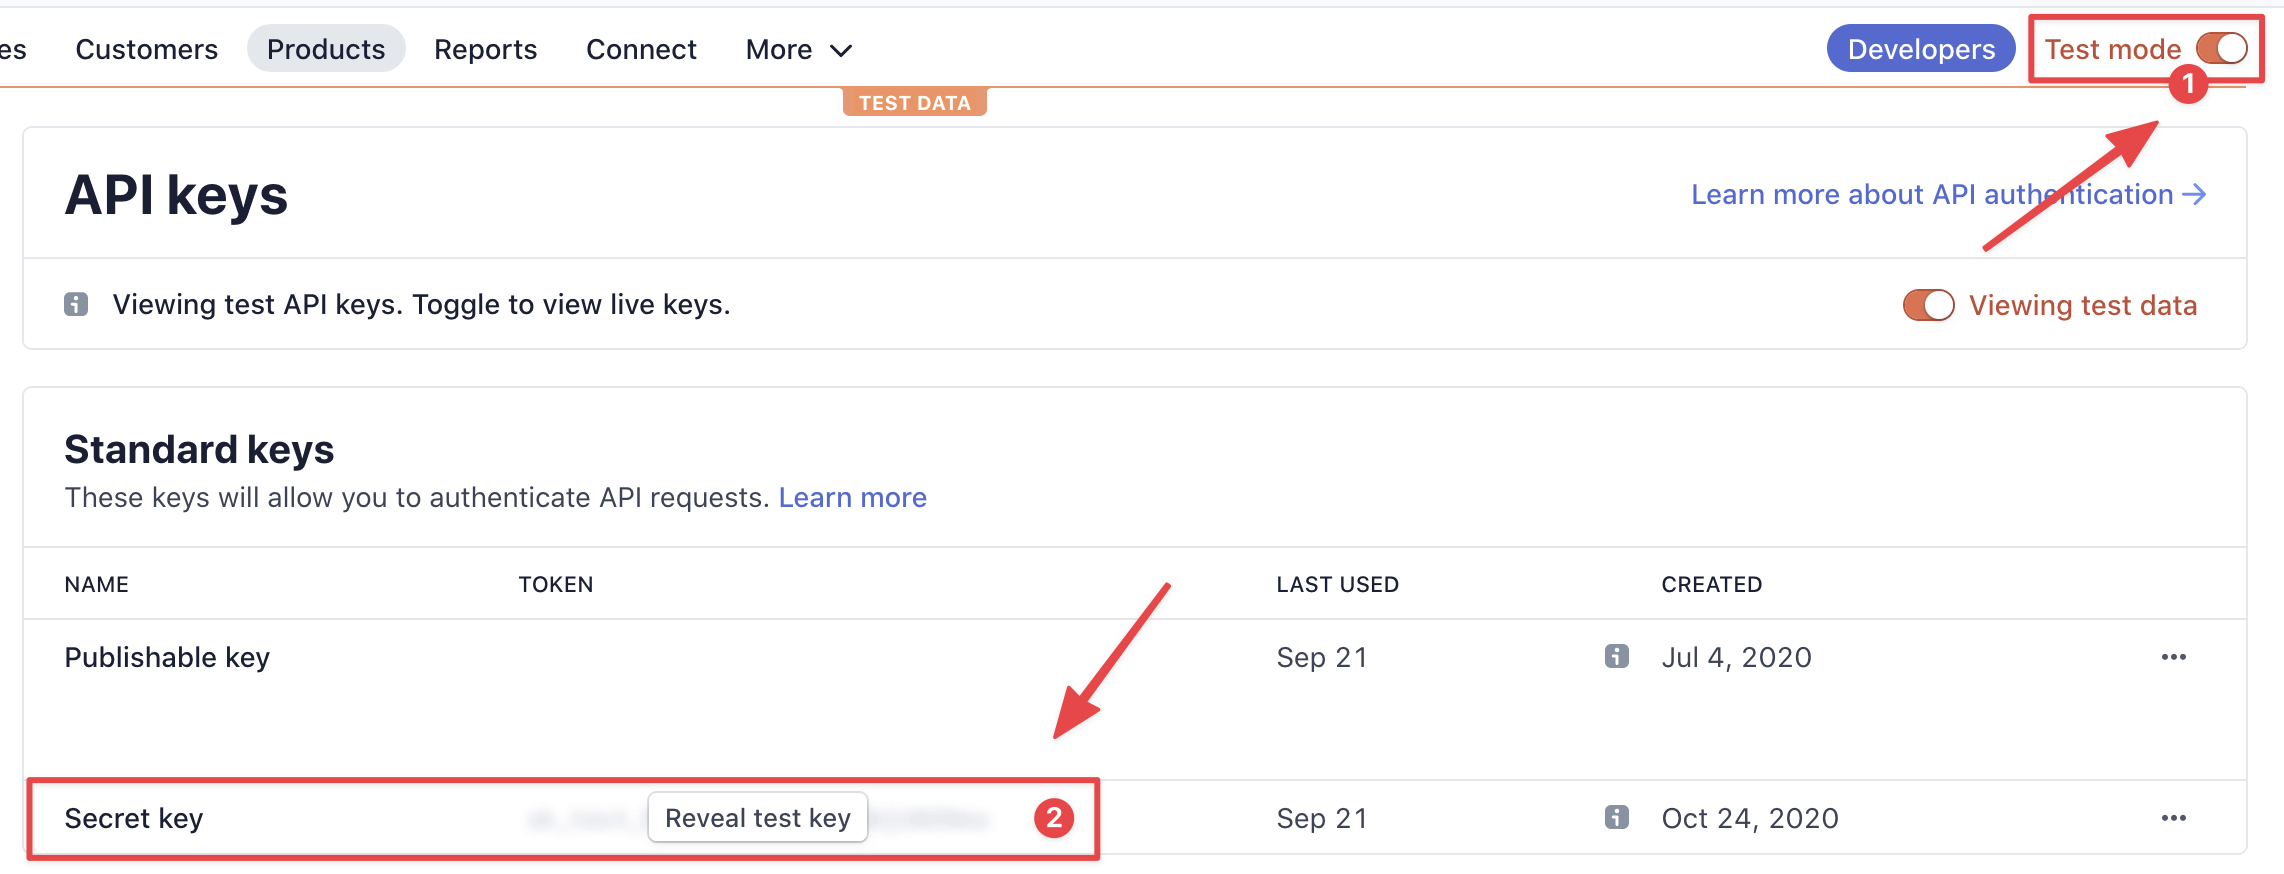 es Customers Products Reports Connect More Developers Test mode
1
TEST DATA
API keys
Learn more about API authentication
Viewing test API keys. Toggle to view live keys.
Viewing test data
Standard keys
These keys will allow you to authenticate API requests. Learn more
NAME TOKEN LAST USED CREATED
Publishable key Sep 21 Jul 4, 2020
Secret key Reveal test key 2 Sep 21 Oct 24, 2020